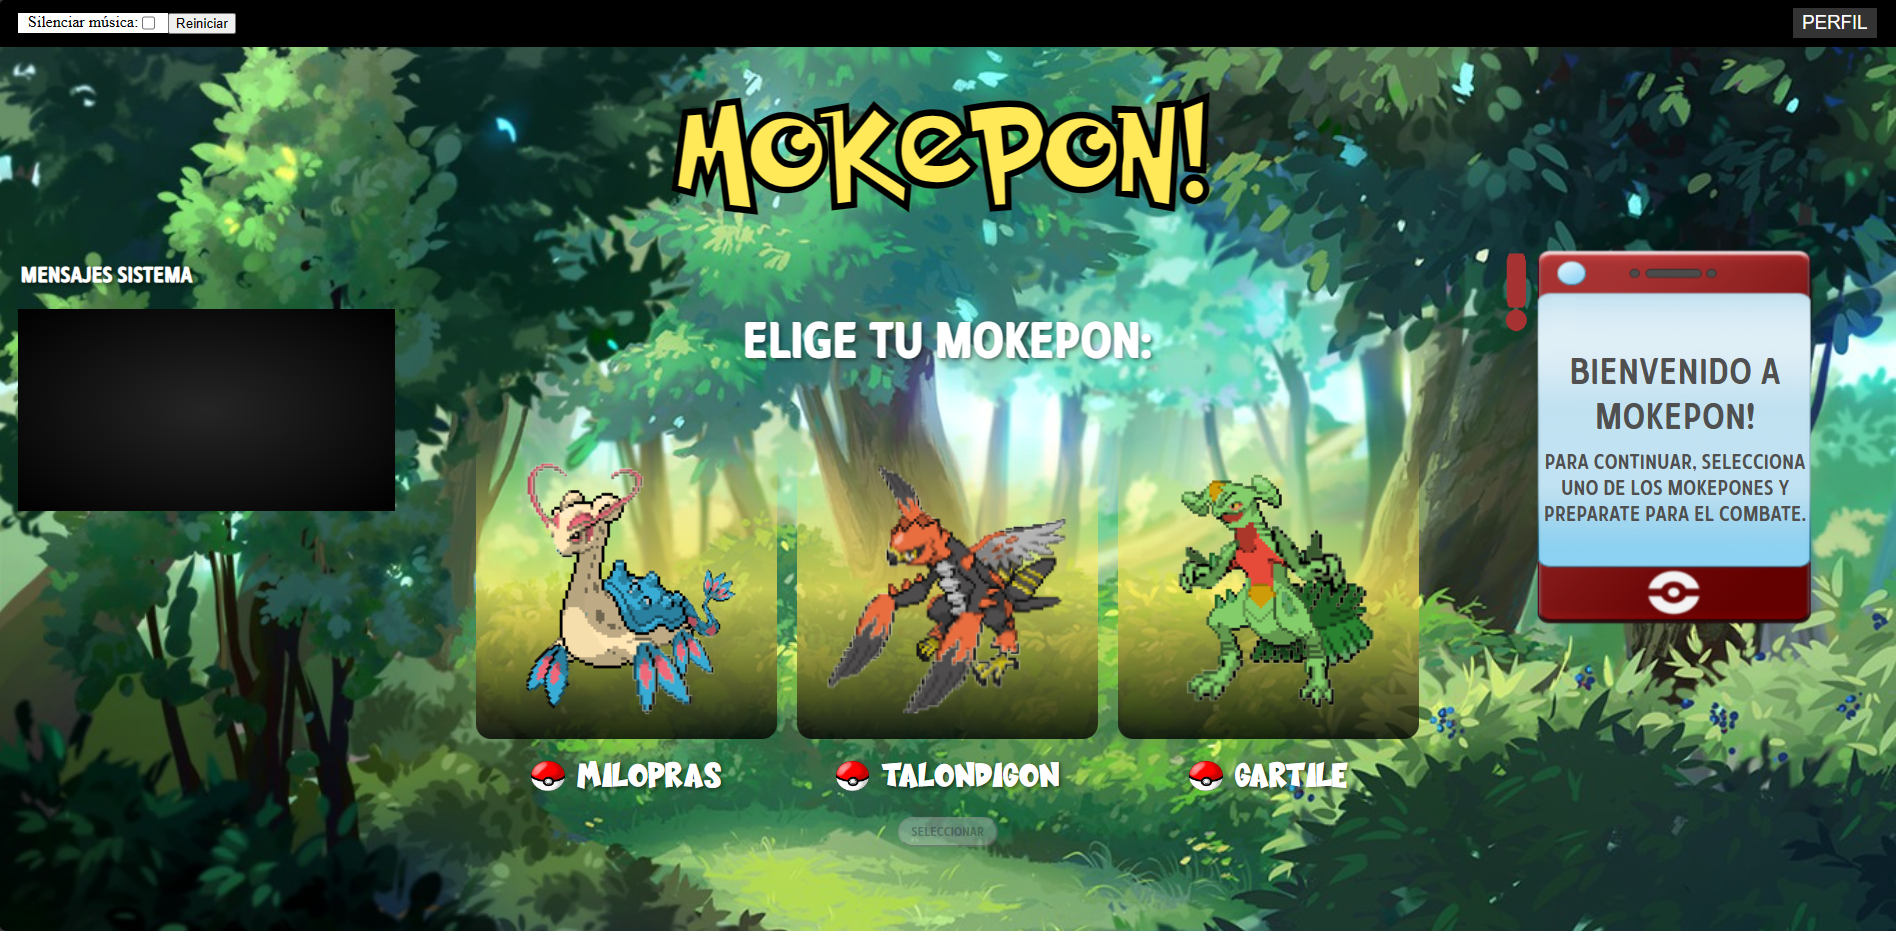 Silenciar música:
Reiniciar
PERFIL
MOKEPON!
MENSAJES SISTEMA
ELIGE TU MOKEPON:
BIENVENIDO A
MOKEPON!
PARA CONTINUAR, SELECCIONA
UNO DE LOS MOKEPONES Y
PREPARATE PARA EL COMBATE.
MILOPRAS
TALONDIGON
GARTILE
SELECCIONAR